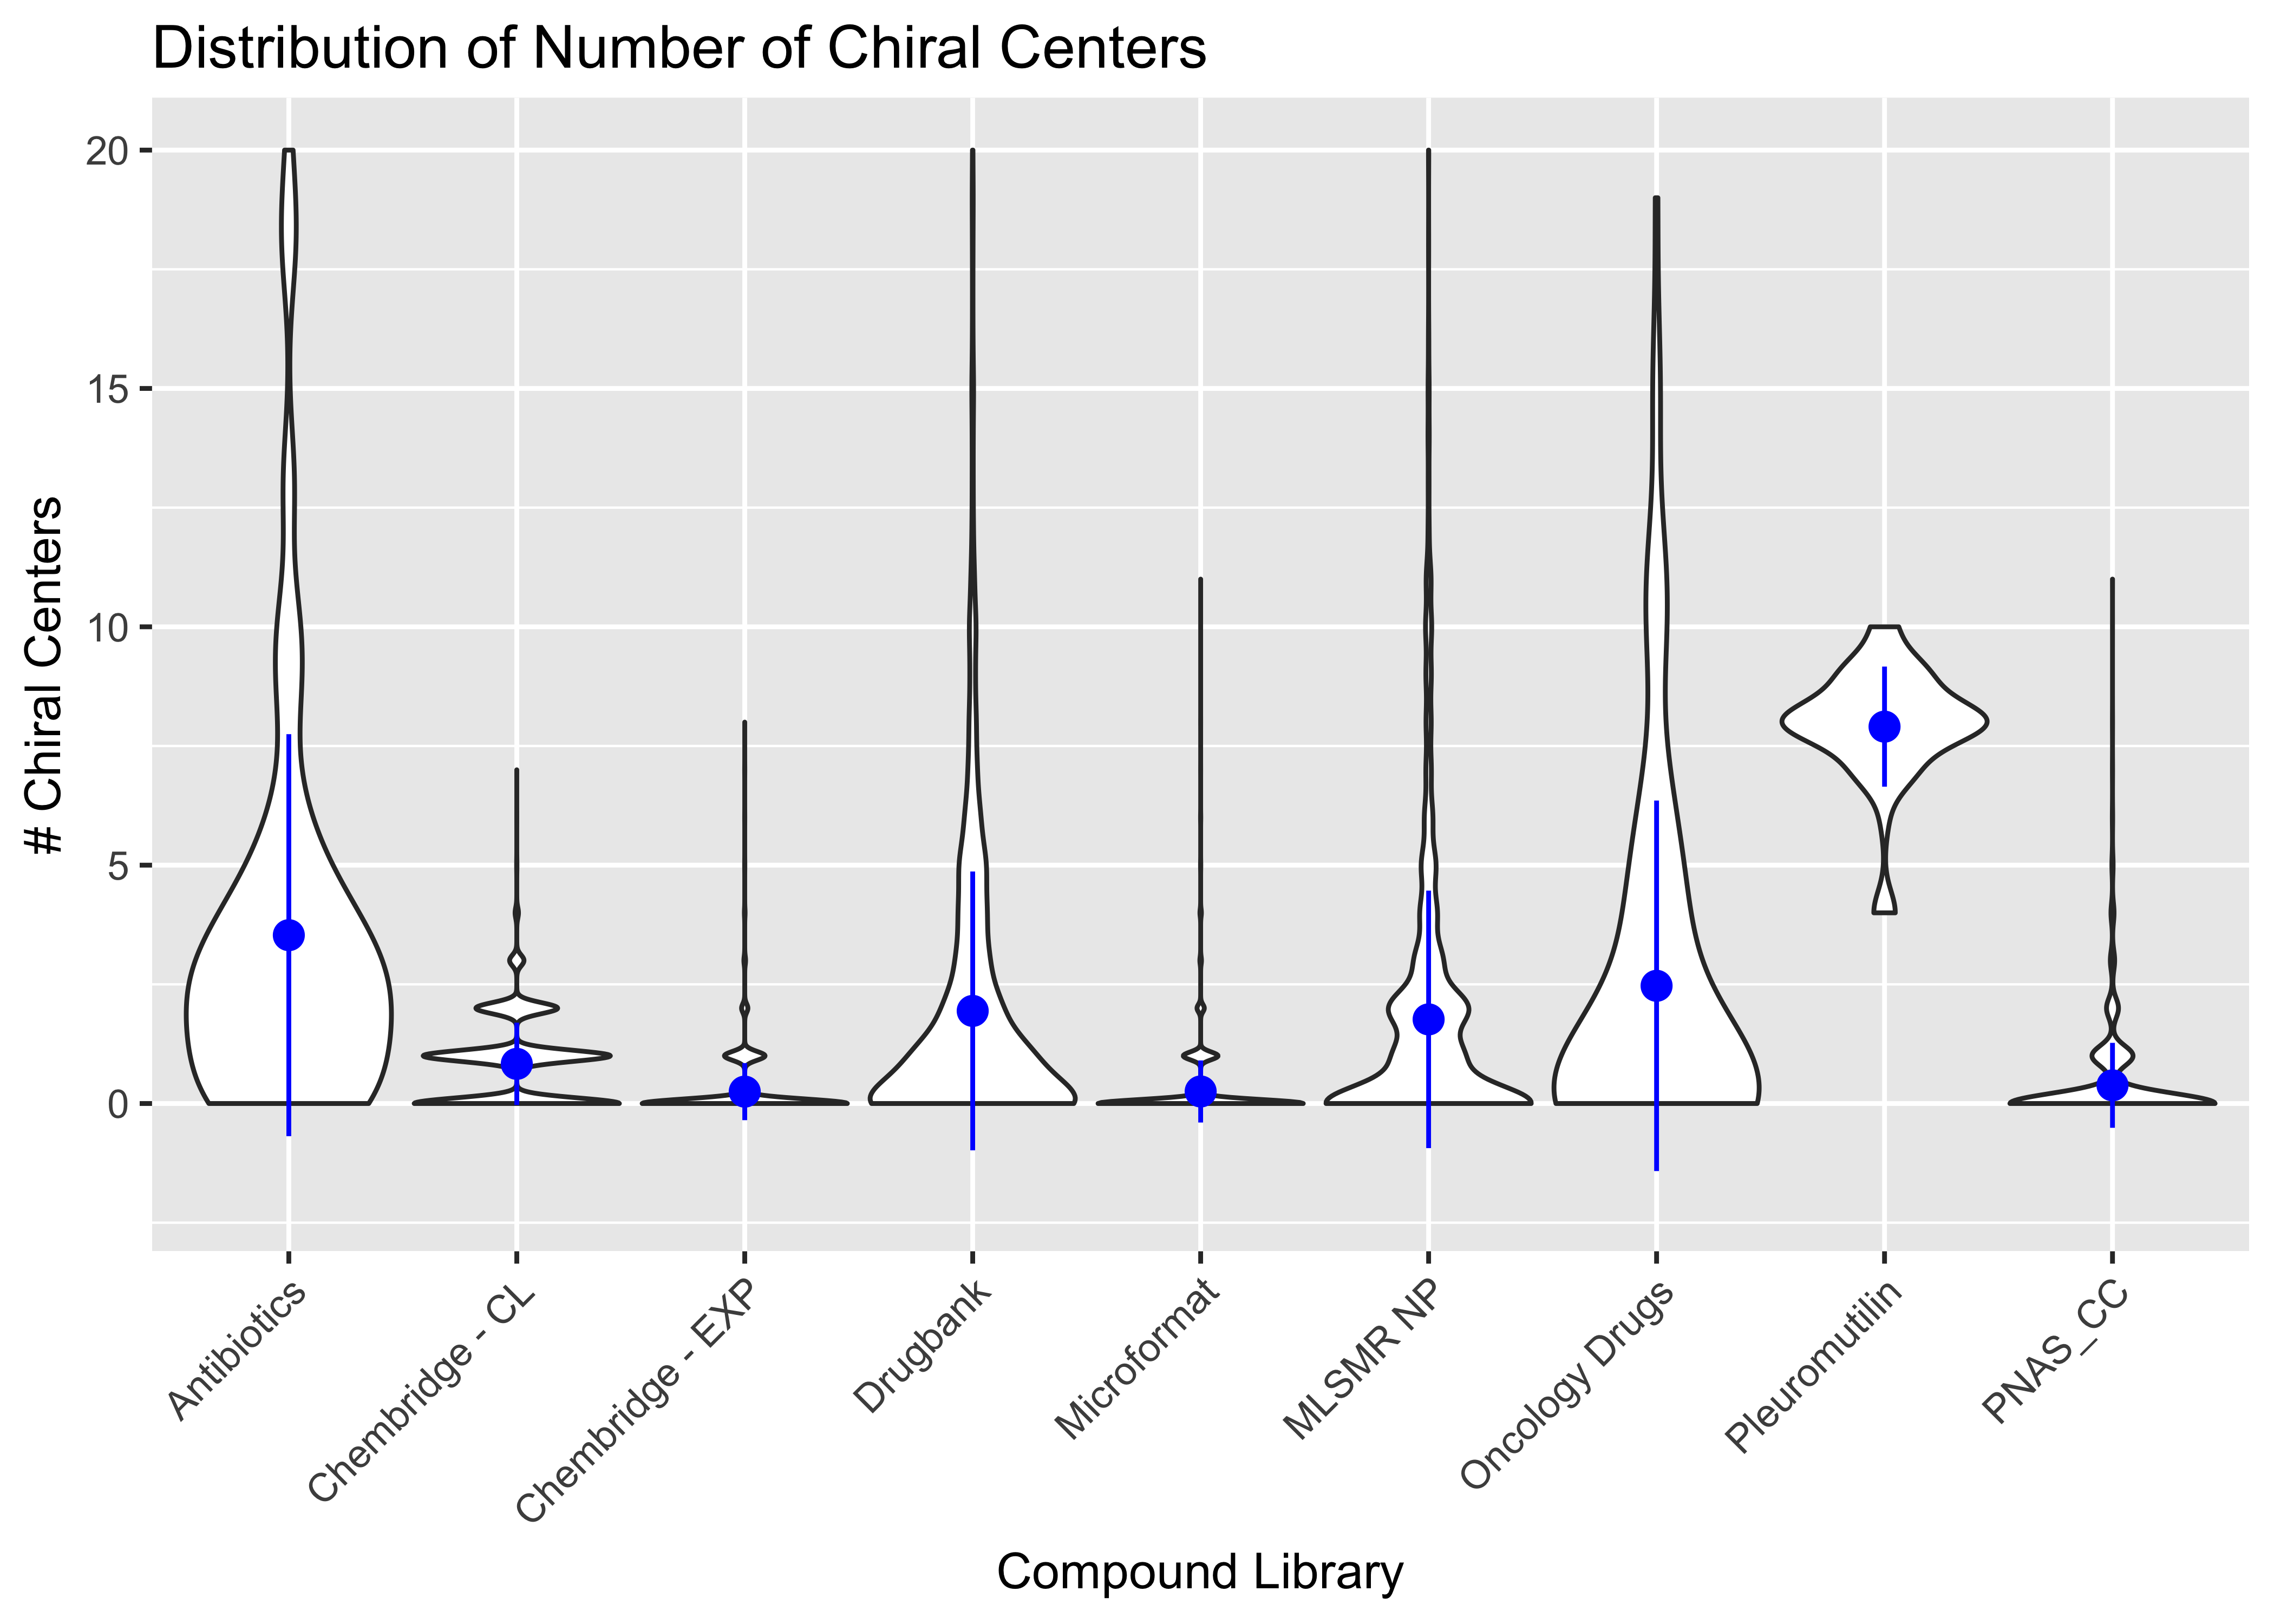 Distribution of Number of Chiral Centers
# Chiral Centers
20
15
10
5
0
Antibiotics
Chembridge - CL
Chembridge - EXP
Drugbank
Microformat
MLSMR NP
Oncology Drugs
Pleuromutilin
PNAS_CC
Compound Library